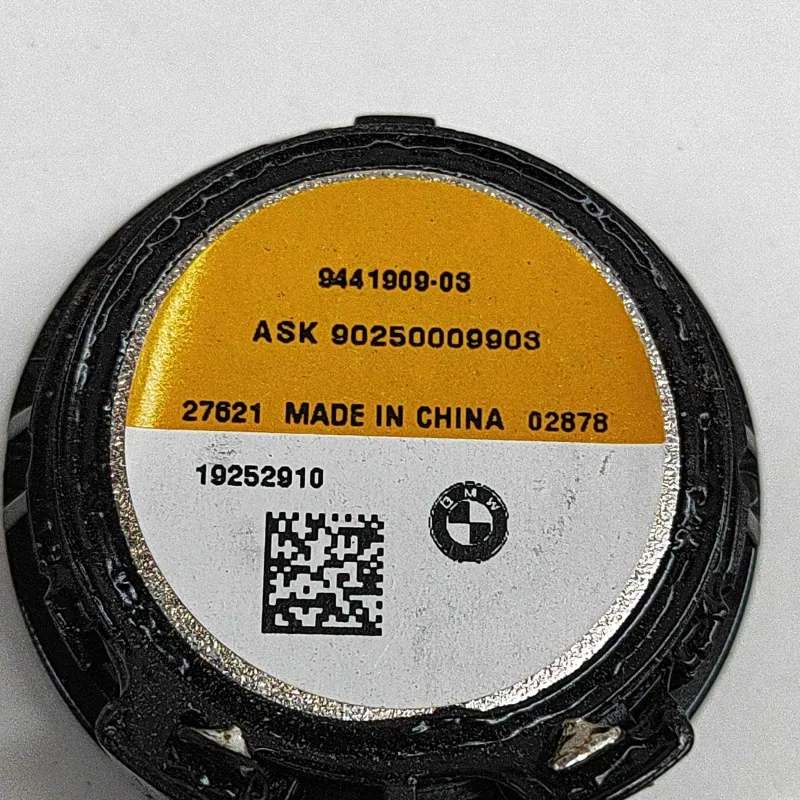 9441909-03
ASK 90250009903
27621 MADE IN CHINA 02878
19252910
BMW